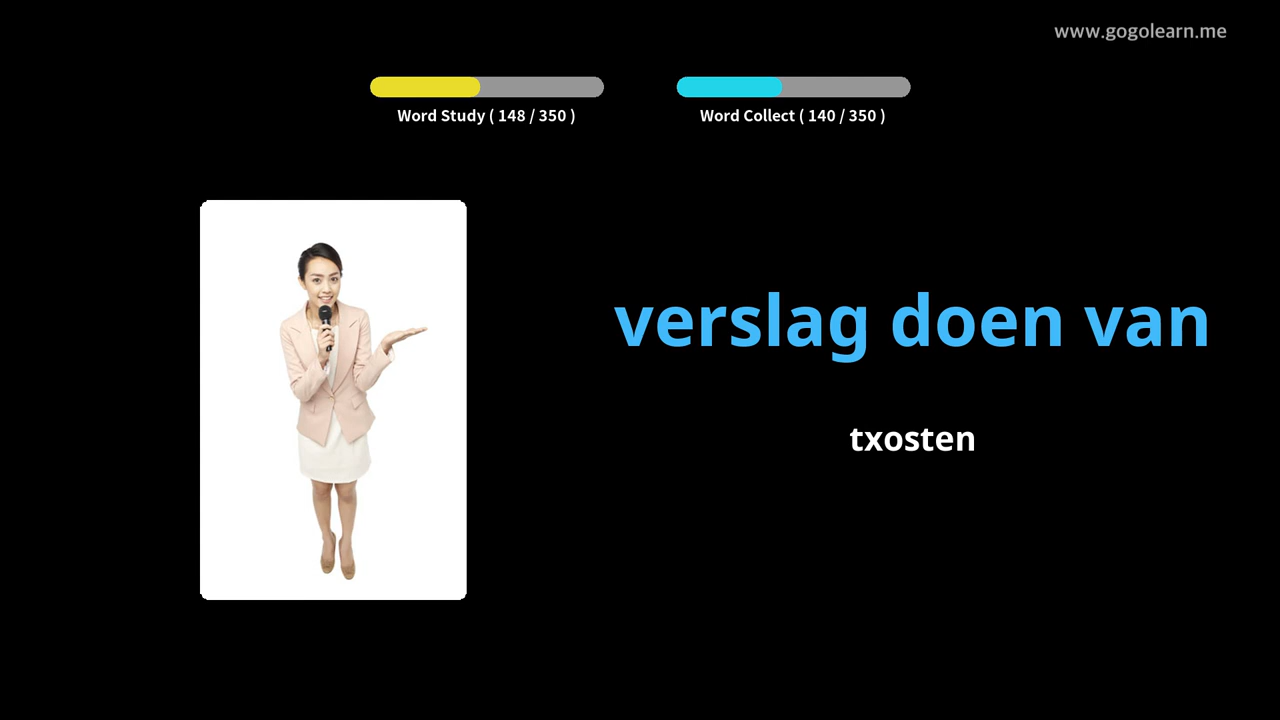 www.gogolearn.me
Word Study ( 148 / 350 )
Word Collect ( 140 / 350 )
verslag doen van
txosten